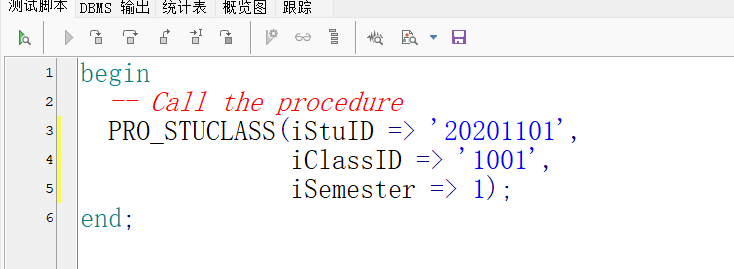 测试脚本 DBMS 输出 统计表 概览图 跟踪
1 begin
2 -- Call the procedure
3 PRO_STUCLASS(iStuID => '20201101',
4 iClassID => '1001',
5 iSemester => 1);
6 end;